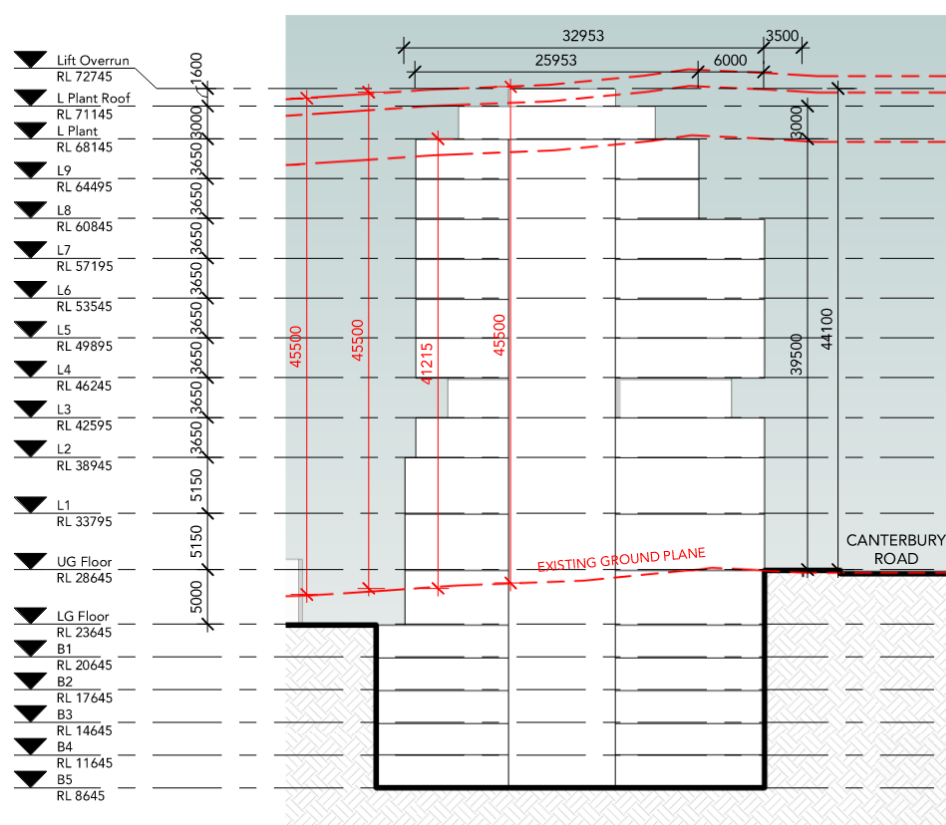 32953
3500
25953
6000
Lift Overrun
RL 72745
1600
L Plant Roof
RL 71145
3000
3000
L Plant
RL 68145
3650
L9
RL 64495
3650
L8
RL 60845
3650
L7
RL 57195
3650
L6
RL 53545
3650
L5
RL 49895
3650
45500
45500
41215
45500
39500
44100
L4
RL 46245
3650
L3
RL 42595
3650
L2
RL 38945
5150
L1
RL 33795
5150
EXISTING GROUND PLANE
CANTERBURY
ROAD
UG Floor
RL 28645
5000
LG Floor
RL 23645
B1
RL 20645
B2
RL 17645
B3
RL 14645
B4
RL 11645
B5
RL 8645